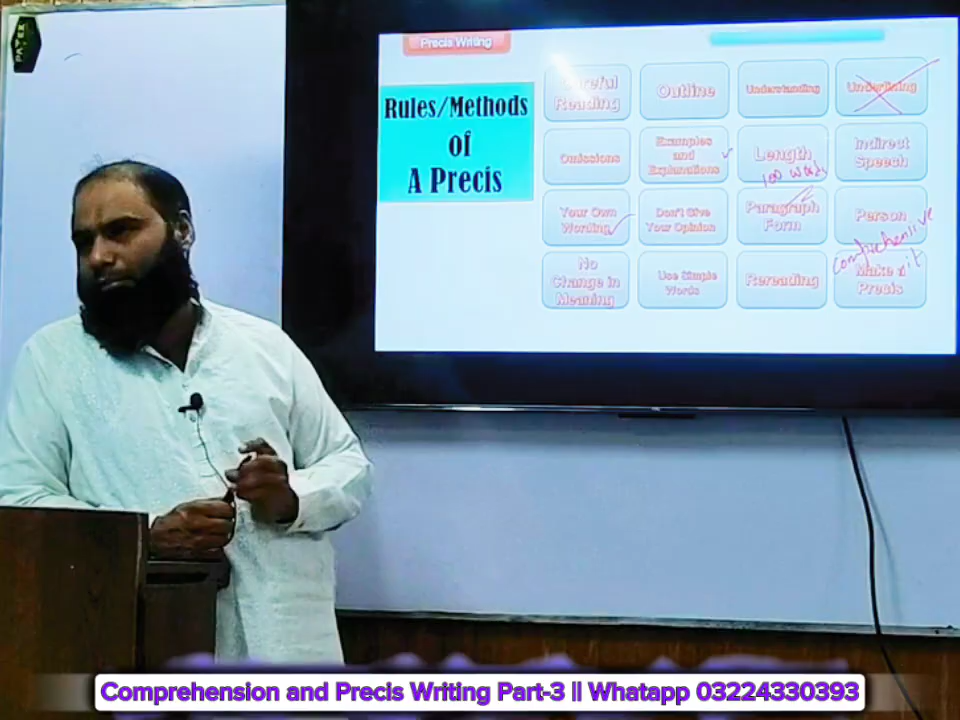 Precis Writing
Rules/Methods
of
A Precis
Careful
Reading
Outline
Understanding
Underlining
Omissions
Examples
and
Explanations
Length
100 words
Indirect
Speech
Your Own
Wording
Don't Give
Your Opinion
Paragraph
Form
Person
comprehensive
No
Change in
Meaning
Use Simple
Words
Rereading
Make it
Precis
Comprehension and Precis Writing Part-3 || Whatapp 03224330393